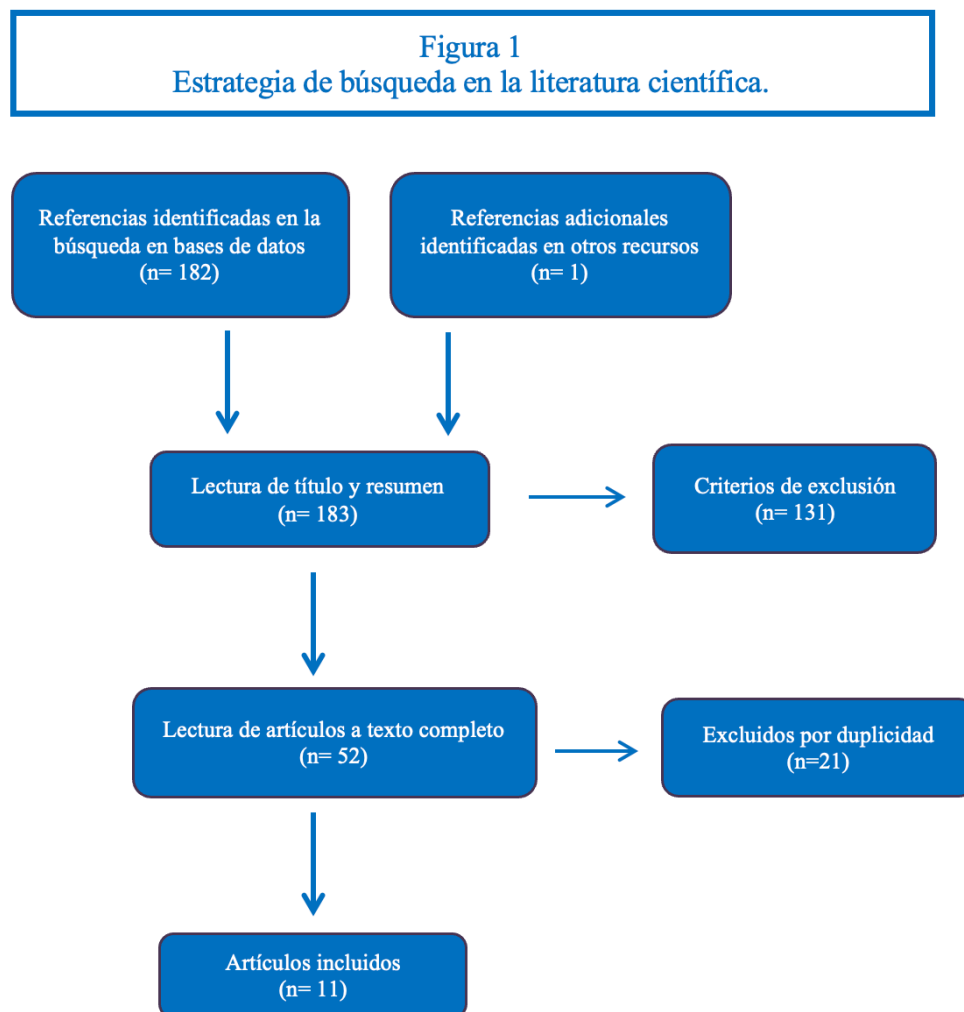 Figura 1
Estrategia de búsqueda en la literatura científica.
Referencias identificadas en la
búsqueda en bases de datos
(n= 182)
Referencias adicionales
identificadas en otros recursos
(n= 1)
Lectura de título y resumen
(n= 183)
Criterios de exclusión
(n= 131)
Lectura de artículos a texto completo
(n= 52)
Excluidos por duplicidad
(n=21)
Artículos incluidos
(n= 11)